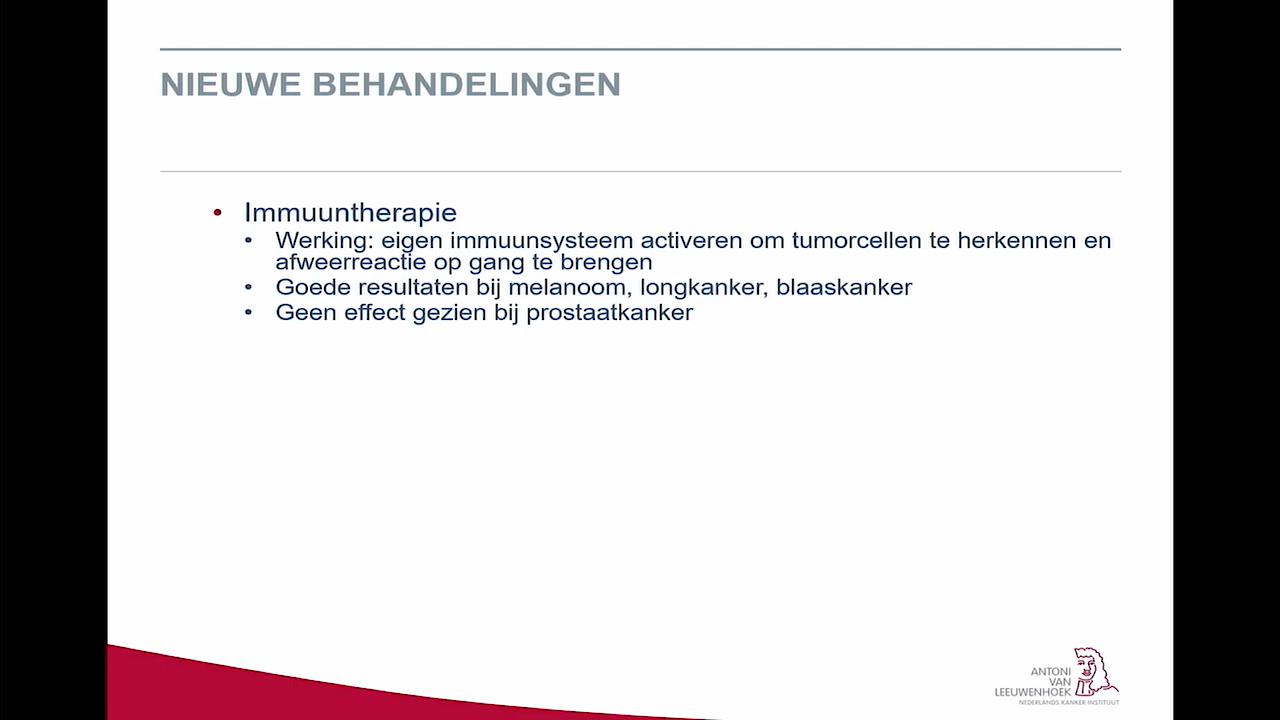 NIEUWE BEHANDELINGEN
• Immuuntherapie
• Werking: eigen immuunsysteem activeren om tumorcellen te herkennen en
afweerreactie op gang te brengen
• Goede resultaten bij melanoom, longkanker, blaaskanker
• Geen effect gezien bij prostaatkanker
ANTONI
VAN
LEEUWENHOEK
NEDERLANDS KANKER INSTITUUT